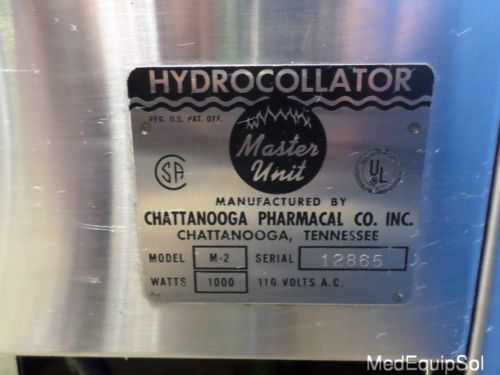 HYDROCOLLATOR
REG. U.S. PAT. OFF.
Master
Unit
CSA
UL
MANUFACTURED BY
CHATTANOOGA PHARMACAL CO. INC.
CHATTANOOGA, TENNESSEE
MODEL M-2 SERIAL 12865
WATTS 1000 110 VOLTS A.C.
MedEquipSol